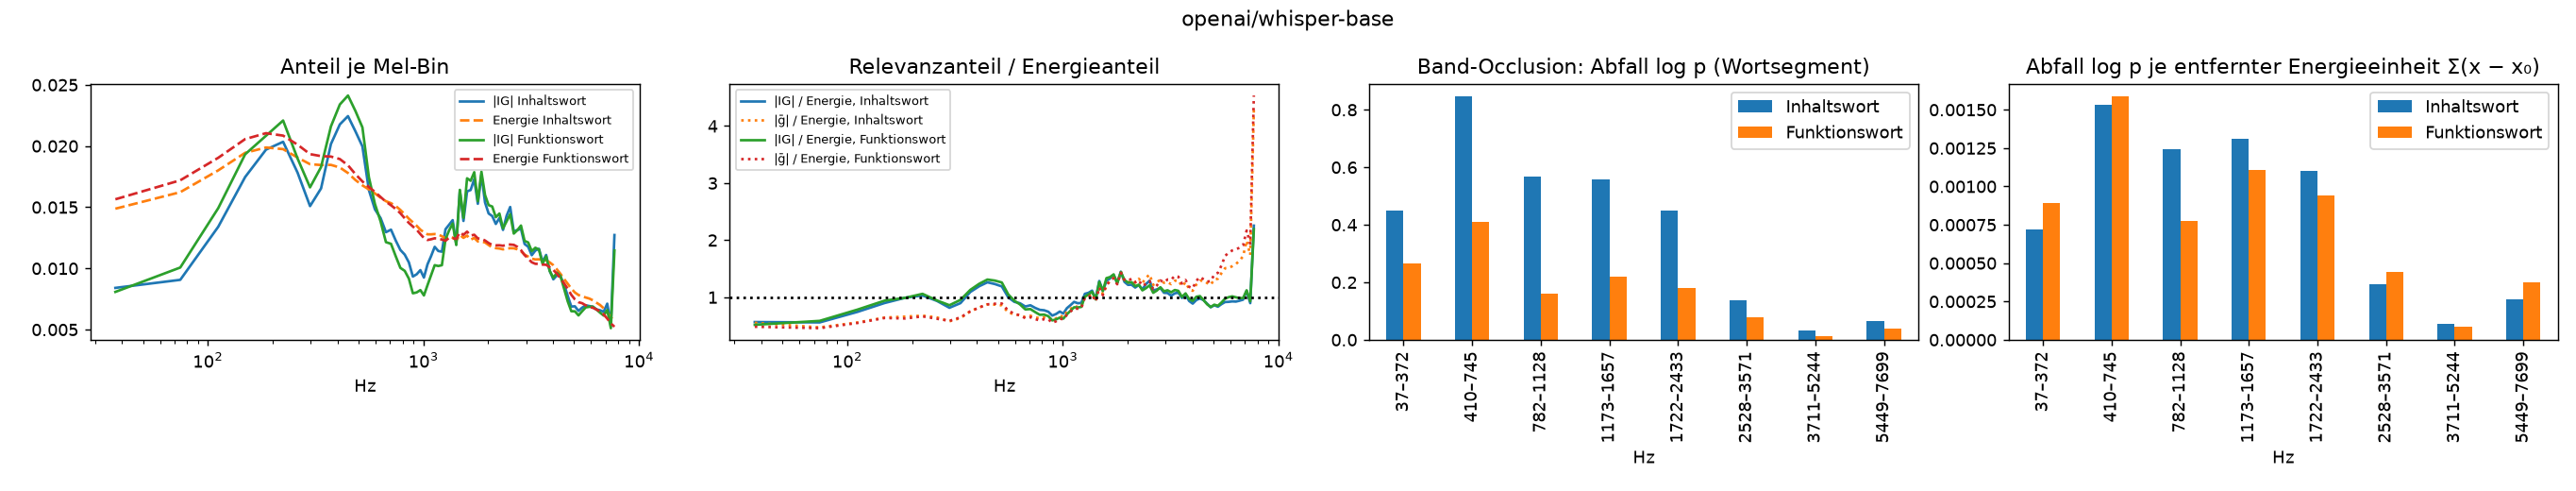 openai/whisper-base
Anteil je Mel-Bin
0.025
0.020
0.015
0.010
0.005
|IG| Inhaltswort
Energie Inhaltswort
|IG| Funktionswort
Energie Funktionswort
10²
10³
10⁴
Hz
Relevanzanteil / Energieanteil
4
3
2
1
|IG| / Energie, Inhaltswort
|ḡ| / Energie, Inhaltswort
|IG| / Energie, Funktionswort
|ḡ| / Energie, Funktionswort
10²
10³
10⁴
Hz
Band-Occlusion: Abfall log p (Wortsegment)
0.8
0.6
0.4
0.2
0.0
Inhaltswort
Funktionswort
37–372
410–745
782–1128
1173–1657
1722–2433
2528–3571
3711–5244
5449–7699
Hz
Abfall log p je entfernter Energieeinheit Σ(x − x₀)
0.00150
0.00125
0.00100
0.00075
0.00050
0.00025
0.00000
Inhaltswort
Funktionswort
37–372
410–745
782–1128
1173–1657
1722–2433
2528–3571
3711–5244
5449–7699
Hz